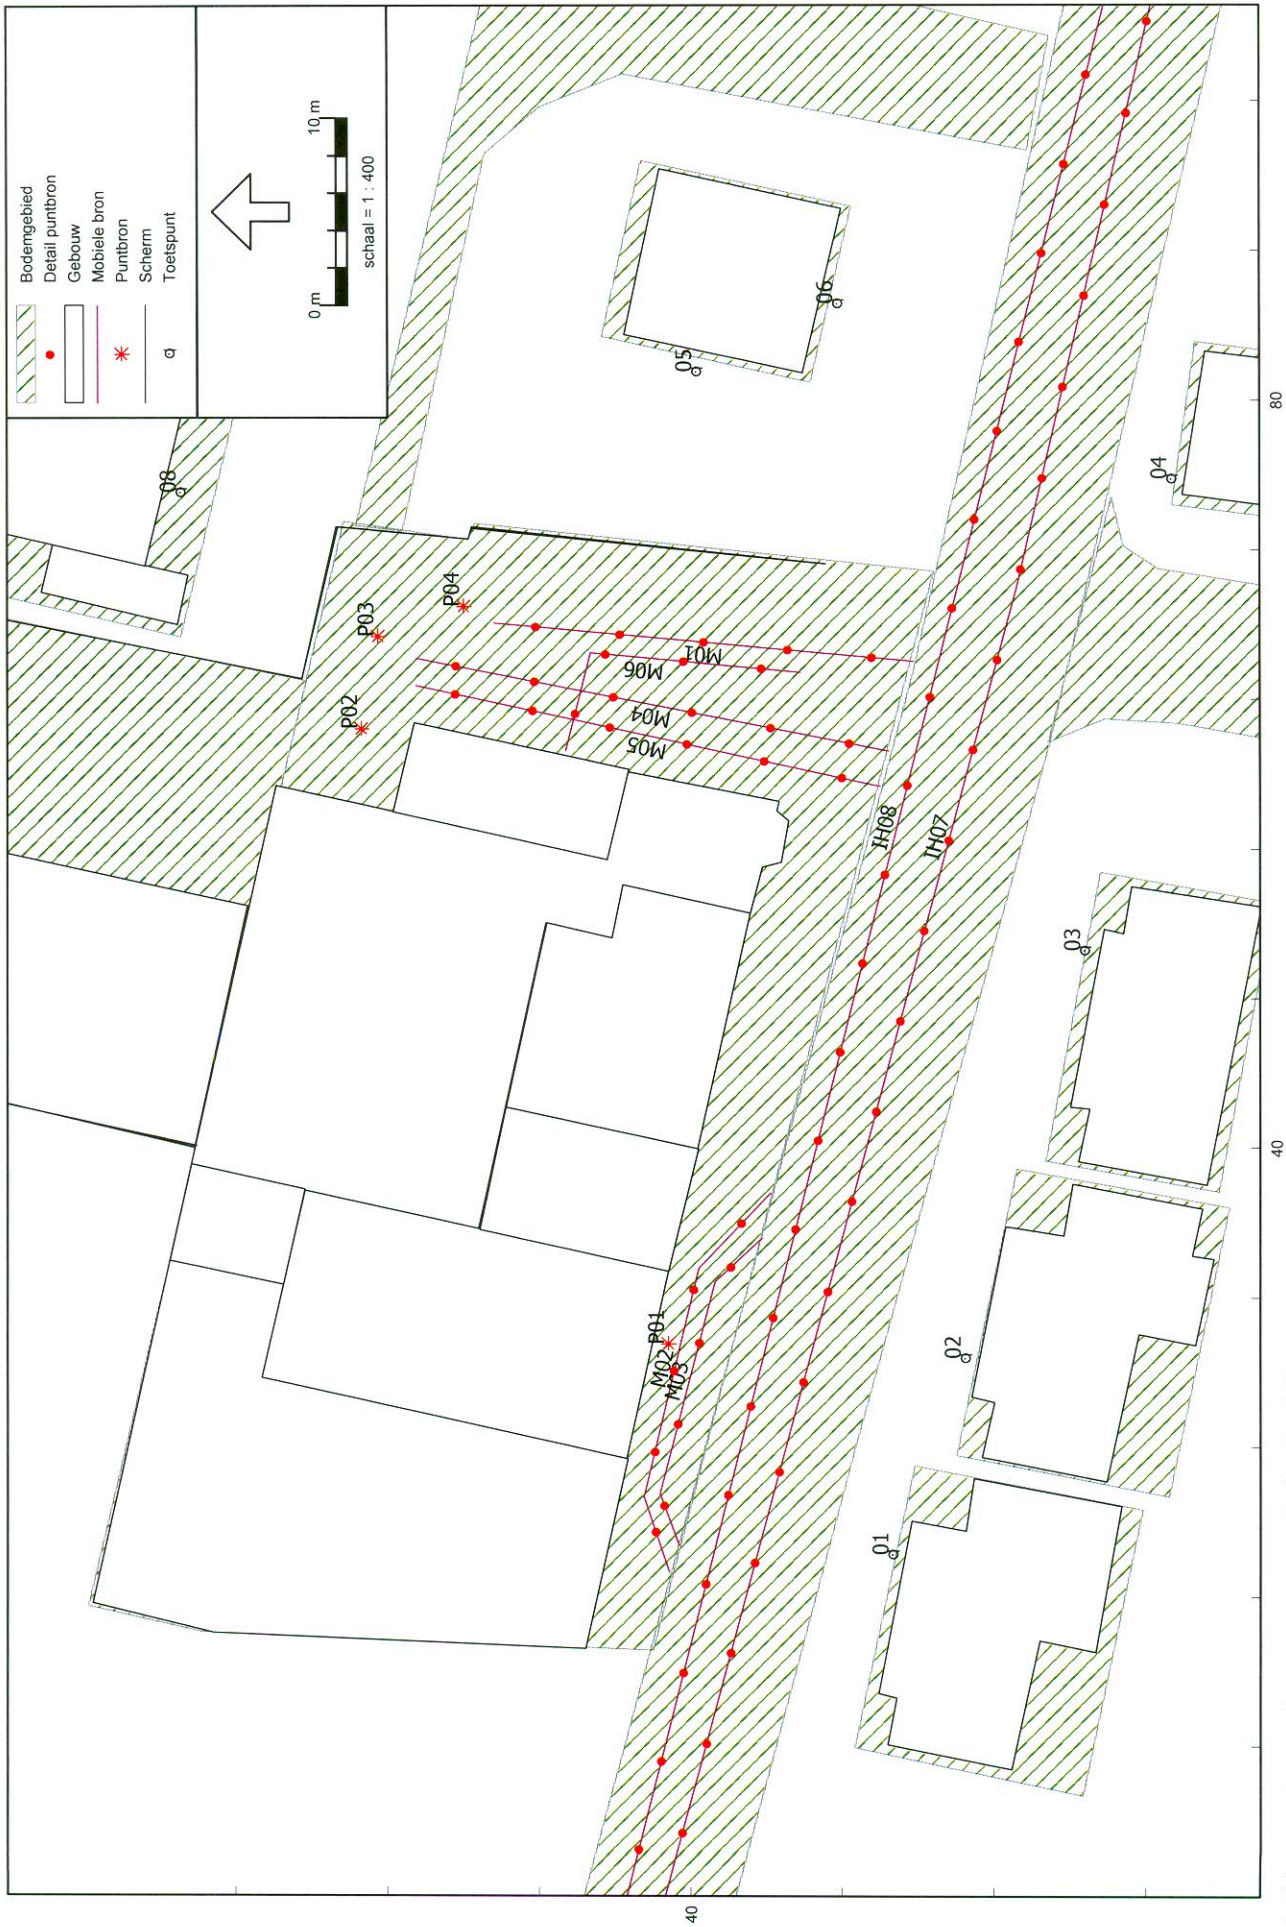 Bodemgebied
Detail puntbron
Gebouw
Mobiele bron
Puntbron
Scherm
Toetspunt
0 m
10 m
schaal = 1 : 400
08
05
06
04
P03
P04
P02
M01
M06
M04
M05
IH08
IH07
03
P01
M02
M03
02
01
40
40
80